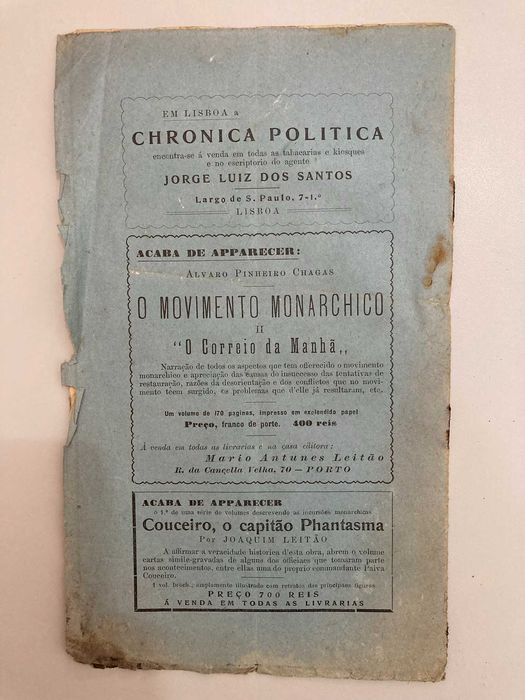 EM LISBOA a
CHRONICA POLITICA
encontra-se á venda em todas as tabacarias e kiosques
e no escriptorio do agente
JORGE LUIZ DOS SANTOS
Largo de S. Paulo, 7-1.º
LISBOA
ACABA DE APPARECER:
ALVARO PINHEIRO CHAGAS
O MOVIMENTO MONARCHICO
II
"O Correio da Manhã„
Narração de todos os aspectos que tem offerecido o movimento
monarchico e apreciação das causas do insuccesso das tentativas de
restauração, razões da desorientação e dos conflictos que no movi-
mento teem surgido, os problemas que d'elle já resultaram, etc.
Um volume de 170 paginas, impresso em explendido papel
Preço, franco de porte. 400 reis
Á venda em todas as livrarias e na casa editora:
Mario Antunes Leitão
R. da Cancella Velha, 70 — PORTO
ACABA DE APPARECER
o 1.º de uma série de volumes descrevendo as incursões monarchicas
Couceiro, o capitão Phantasma
Por JOAQUIM LEITÃO
A affirmar a veracidade historica d'esta obra, abrem o volume
cartas simile-gravadas de alguns dos officiaes que tomaram parte
nos acontecimentos, entre ellas uma do proprio commandante Paiva
Couceiro.
1 vol. broch., amplamente illustrado com retratos das principaes figuras
PREÇO 700 REIS
Á VENDA EM TODAS AS LIVRARIAS